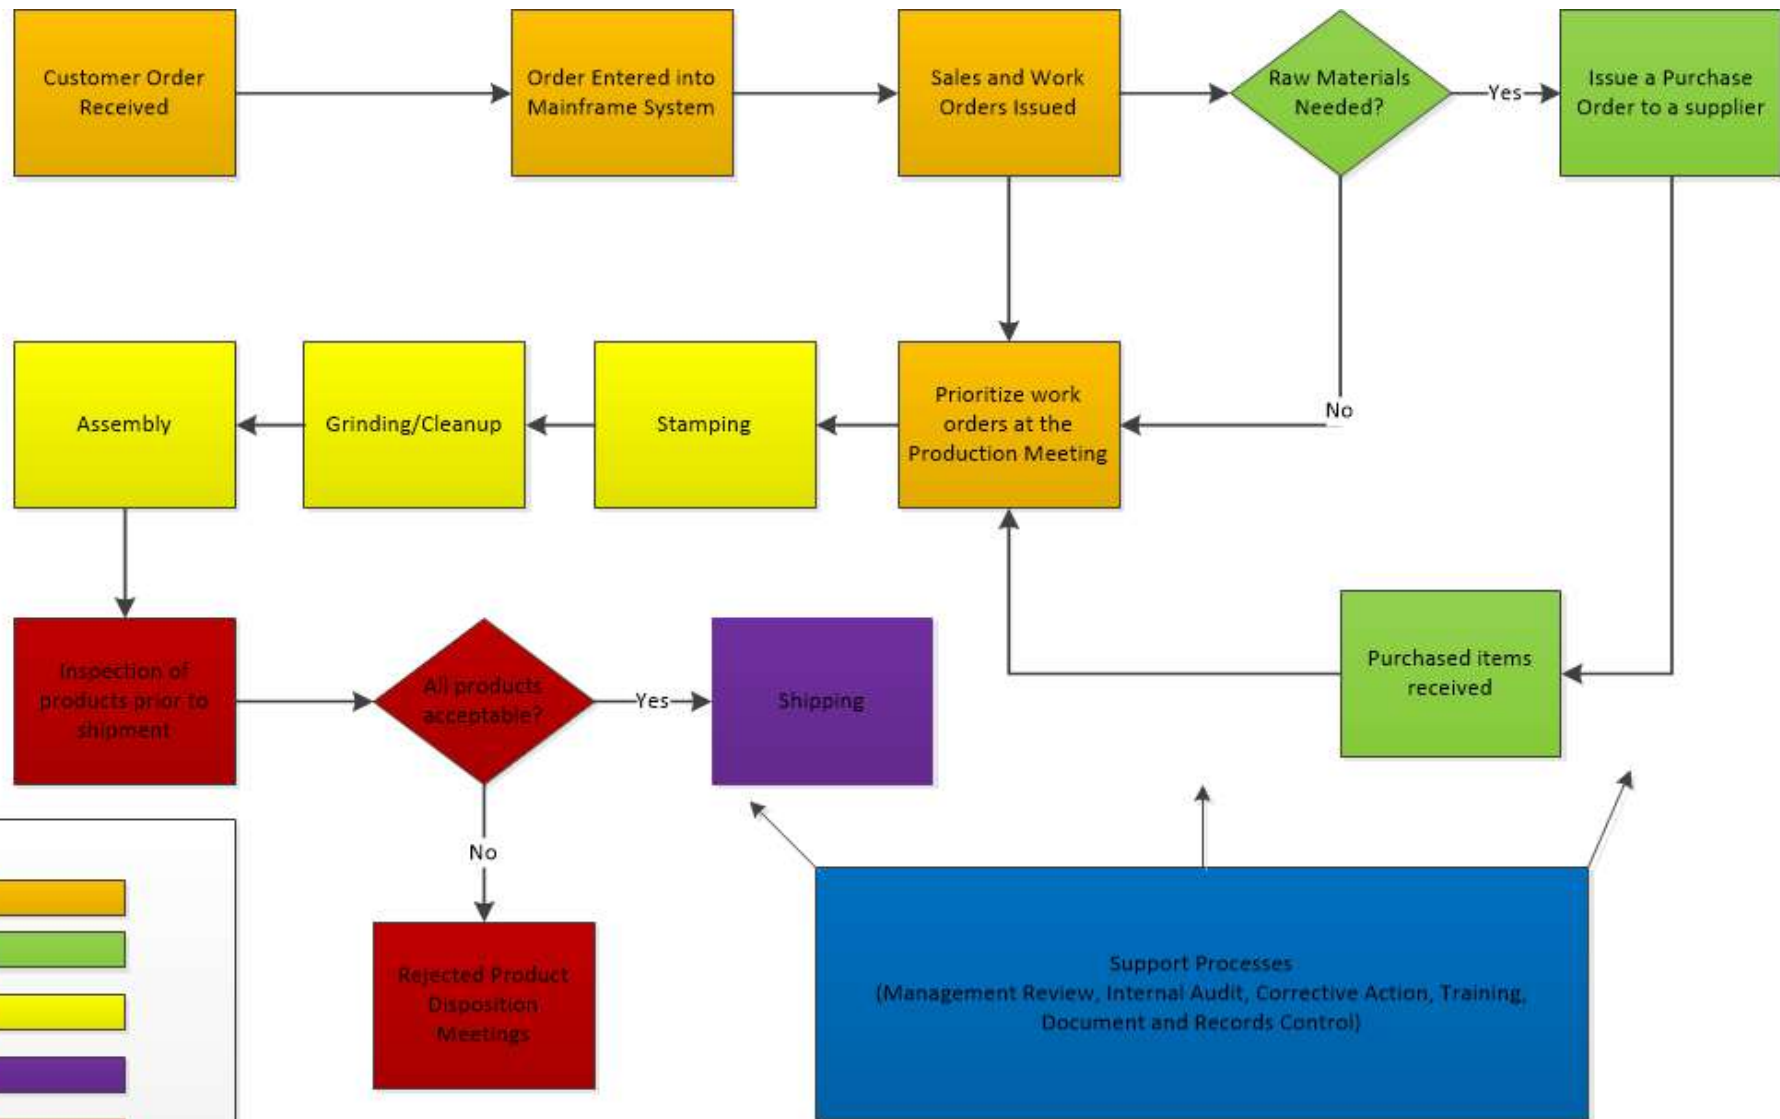 Customer Order
Received
Order Entered into
Mainframe System
Sales and Work
Orders Issued
Raw Materials
Needed?
Yes
Issue a Purchase
Order to a supplier
Assembly
Grinding/Cleanup
Stamping
Prioritize work
orders at the
Production Meeting
No
Inspection of
products prior to
shipment
All products
acceptable?
Yes
Shipping
Purchased items
received
No
Rejected Product
Disposition
Meetings
Support Processes
(Management Review, Internal Audit, Corrective Action, Training,
Document and Records Control)